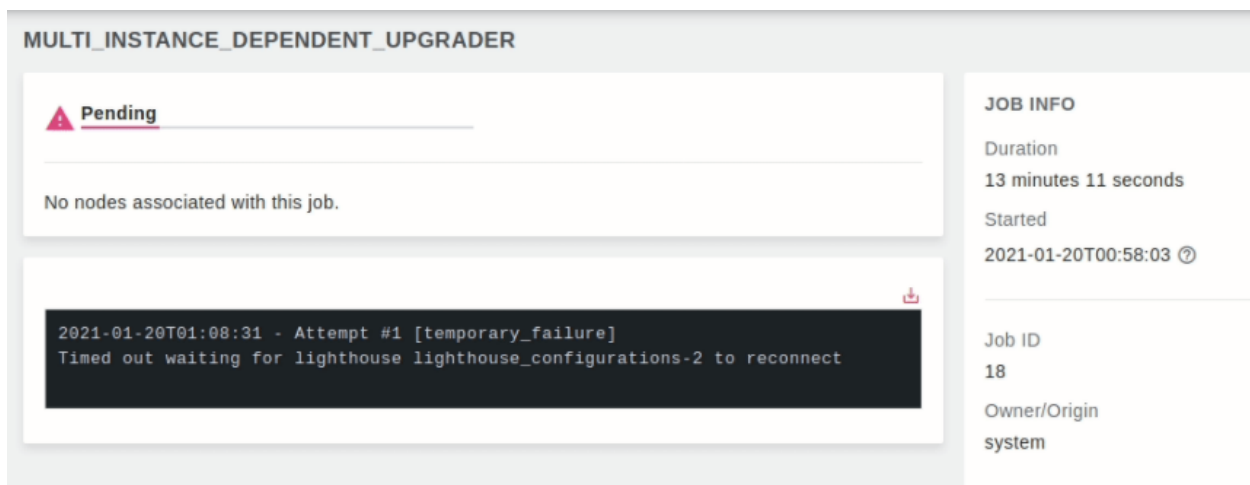 MULTI_INSTANCE_DEPENDENT_UPGRADER
Pending
No nodes associated with this job.
2021-01-20T01:08:31 - Attempt #1 [temporary_failure]
Timed out waiting for lighthouse lighthouse_configurations-2 to reconnect
JOB INFO
Duration
13 minutes 11 seconds
Started
2021-01-20T00:58:03
Job ID
18
Owner/Origin
system